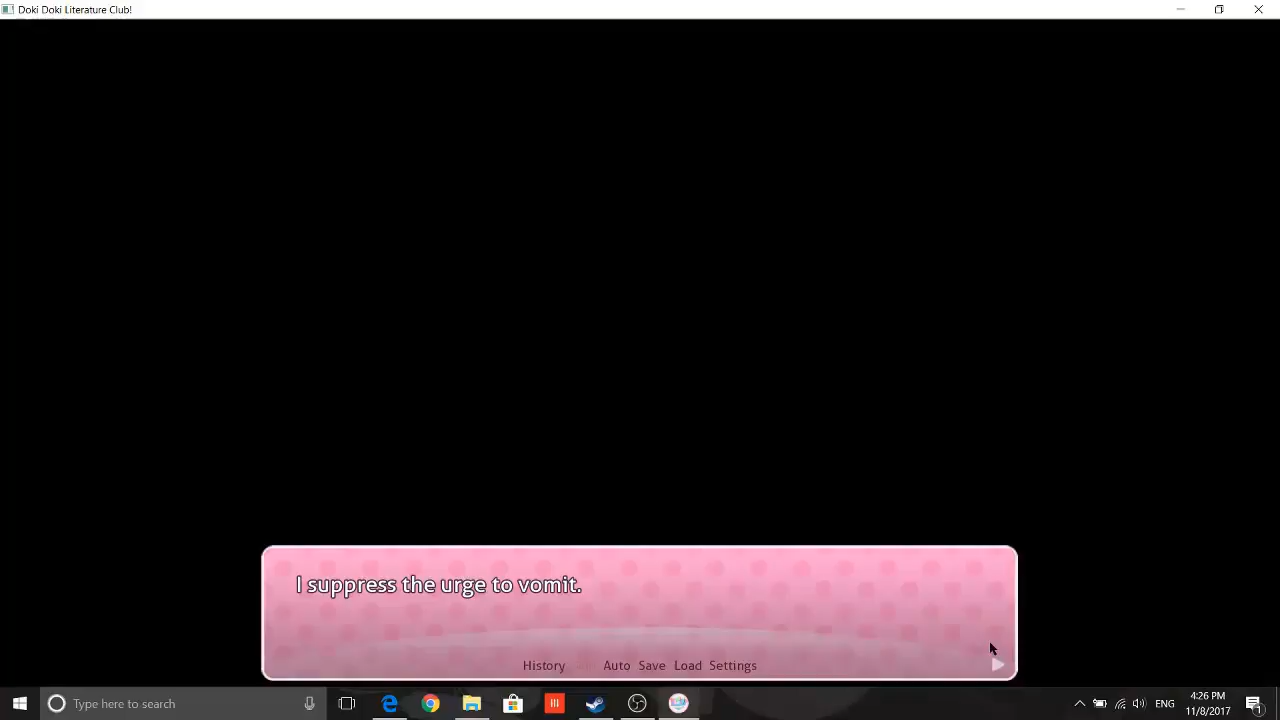 Doki Doki Literature Club!
I suppress the urge to vomit.
History Auto Save Load Settings
Type here to search
ENG
4:26 PM
11/8/2017
1